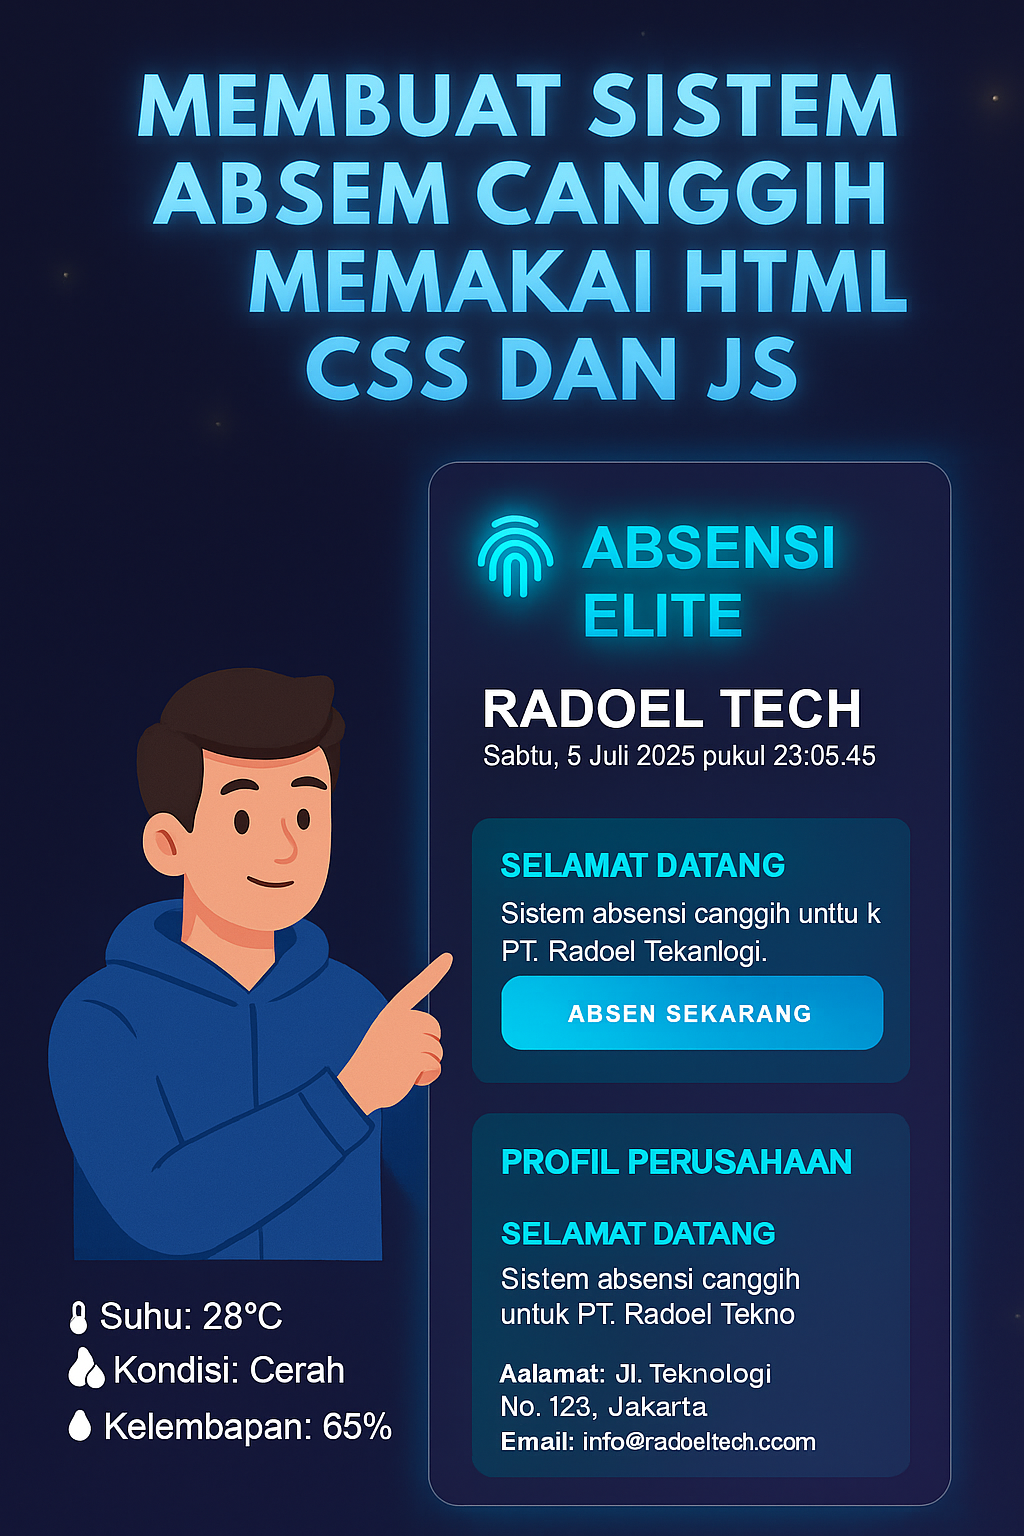 MEMBUAT SISTEM
ABSEM CANGGIH
MEMAKAI HTML
CSS DAN JS
ABSENSI
ELITE
RADOEL TECH
Sabtu, 5 Juli 2025 pukul 23:05.45
SELAMAT DATANG
Sistem absensi canggih unttu k
PT. Radoel Tekanlogi.
ABSEN SEKARANG
PROFIL PERUSAHAAN
SELAMAT DATANG
Sistem absensi canggih
untuk PT. Radoel Tekno
Aalamat: Jl. Teknologi
No. 123, Jakarta
Email: info@radoeltech.ccom
Suhu: 28°C
Kondisi: Cerah
Kelembapan: 65%